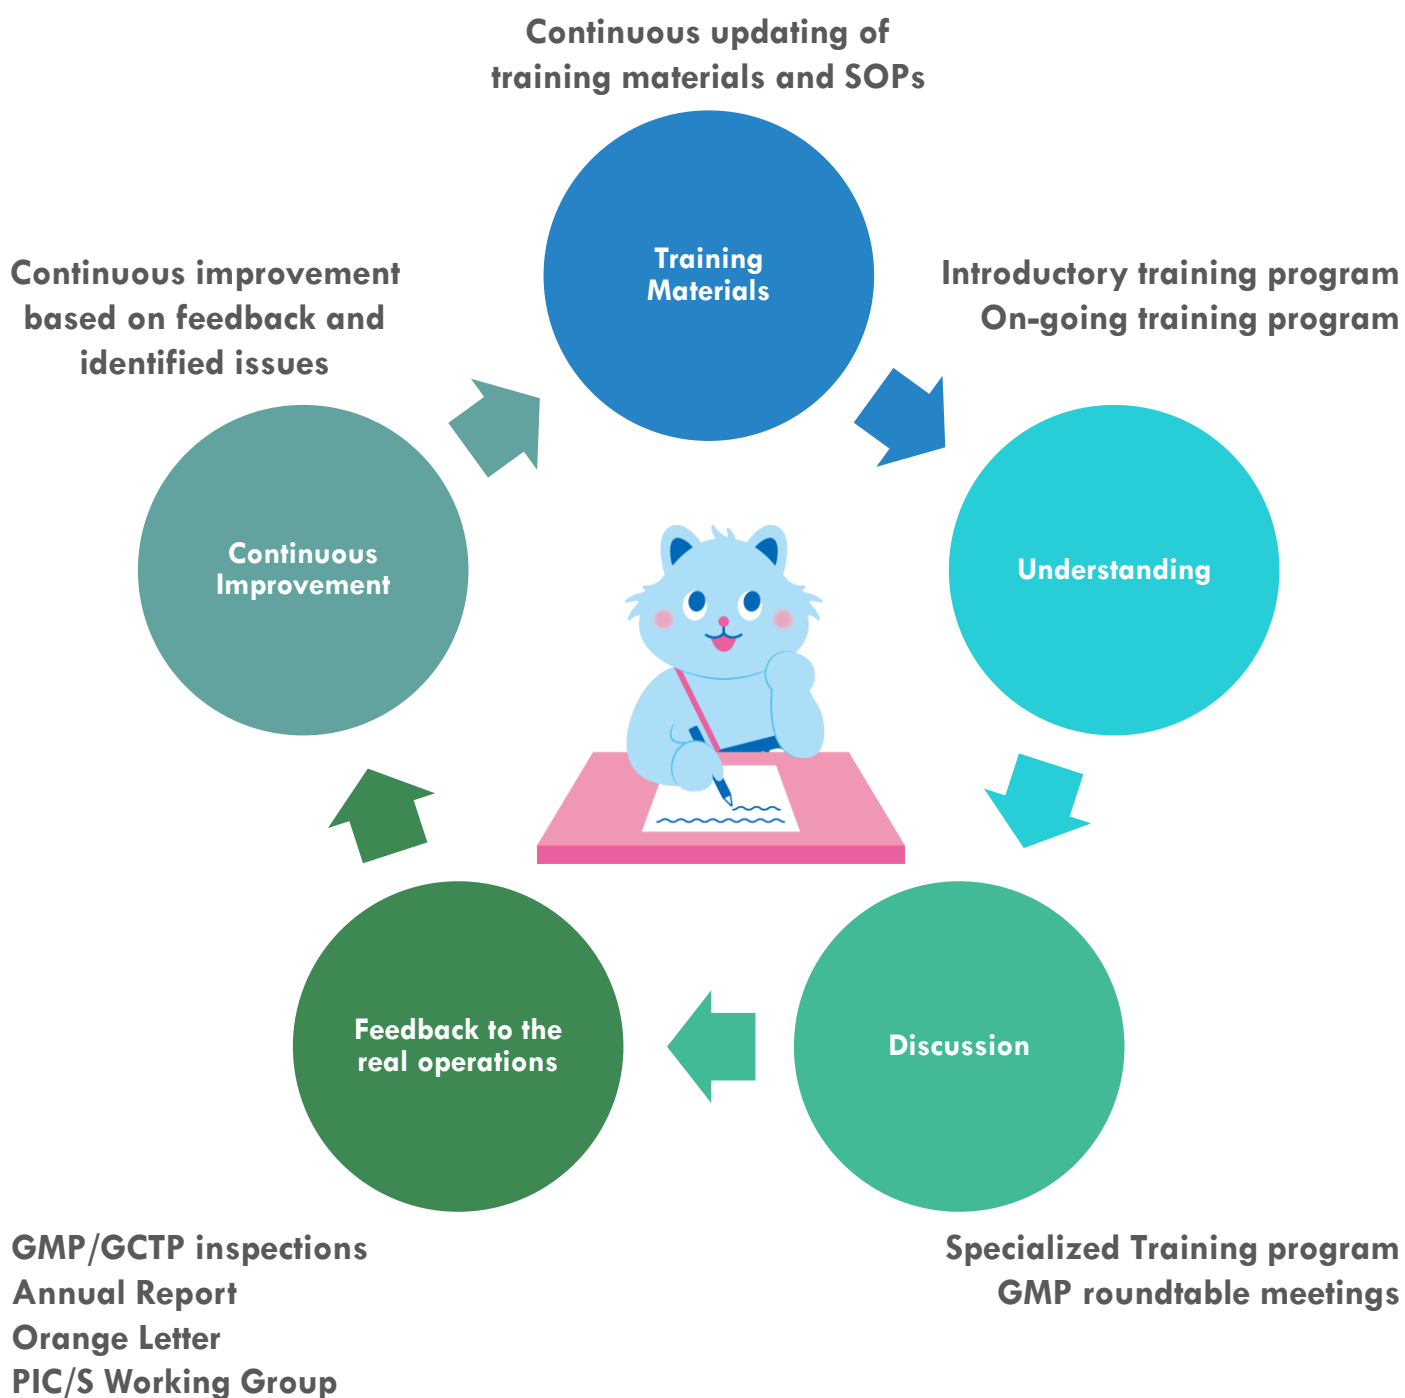 Continuous updating of
training materials and SOPs
Training
Materials
Continuous improvement
based on feedback and
identified issues
Introductory training program
On-going training program
Continuous
Improvement
Understanding
Feedback to the
real operations
Discussion
GMP/GCTP inspections
Annual Report
Orange Letter
PIC/S Working Group
Specialized Training program
GMP roundtable meetings